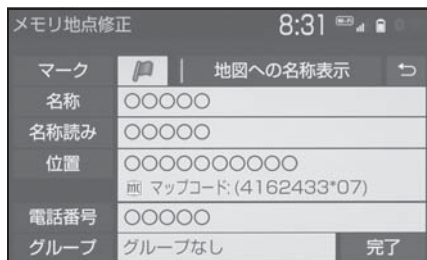 メモリ地点修正 8:31
マーク 地図への名称表示
名称 ○○○○○
名称読み ○○○○○
位置 ○○○○○○○○○○
マップコード:(4162433*07)
電話番号 ○○○○○
グループ グループなし 完了